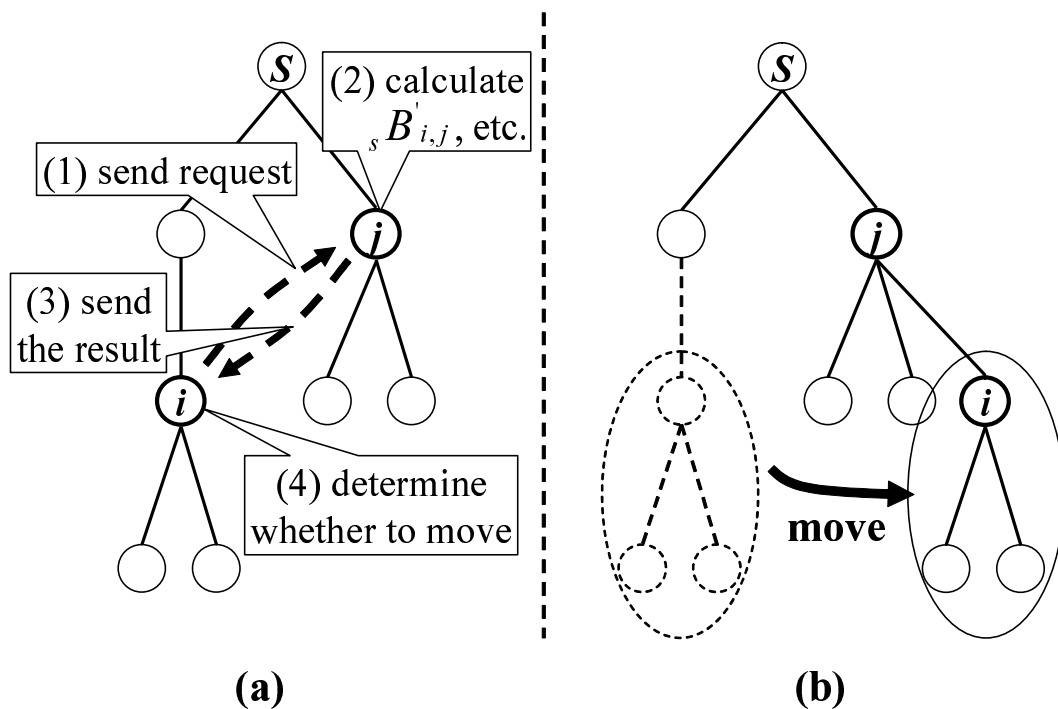 S
(2) calculate
sB'i,j, etc.
(1) send request
j
(3) send
the result
i
(4) determine
whether to move
(a)
S
j
i
move
(b)